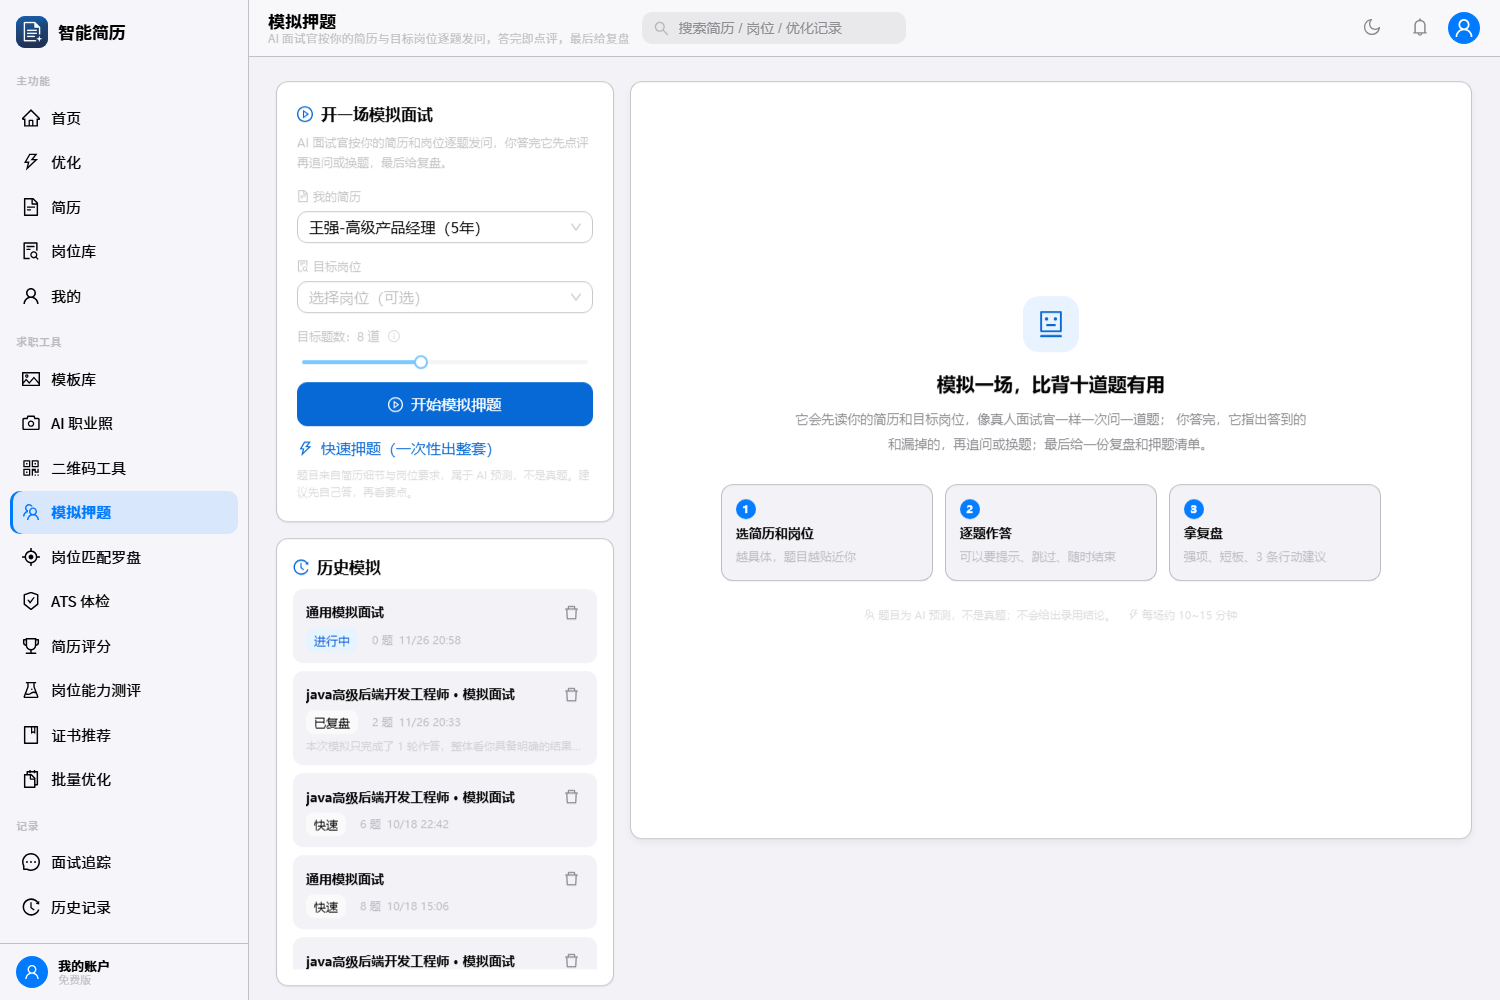 智能简历
主功能
首页
优化
简历
岗位库
我的
求职工具
模板库
AI 职业照
二维码工具
模拟押题
岗位匹配罗盘
ATS 体检
简历评分
岗位能力测评
证书推荐
批量优化
记录
面试追踪
历史记录
我的账户
免费版
模拟押题
AI 面试官按你的简历与目标岗位逐题发问，答完即点评，最后给复盘
搜索简历 / 岗位 / 优化记录
开一场模拟面试
AI 面试官按你的简历和岗位逐题发问，你答完它先点评
再追问或换题，最后给复盘。
我的简历
王强-高级产品经理（5年）
目标岗位
选择岗位（可选）
目标题数：8 道
开始模拟押题
快速押题（一次性出整套）
题目来自简历细节与岗位要求，属于 AI 预测，不是真题。建
议先自己答，再看要点。
历史模拟
通用模拟面试
进行中 0 题 11/26 20:58
java高级后端开发工程师 • 模拟面试
已复盘 2 题 11/26 20:33
本次模拟只完成了 1 轮作答，整体看你具备明确的结果...
java高级后端开发工程师 • 模拟面试
快速 6 题 10/18 22:42
通用模拟面试
快速 8 题 10/18 15:06
java高级后端开发工程师 • 模拟面试
模拟一场，比背十道题有用
它会先读你的简历和目标岗位，像真人面试官一样一次问一道题； 你答完，它指出答到的
和漏掉的，再追问或换题；最后给一份复盘和押题清单。
1
选简历和岗位
越具体，题目越贴近你
2
逐题作答
可以要提示、跳过、随时结束
3
拿复盘
强项、短板、3 条行动建议
题目为 AI 预测，不是真题；不会给出录用结论。 每场约 10~15 分钟